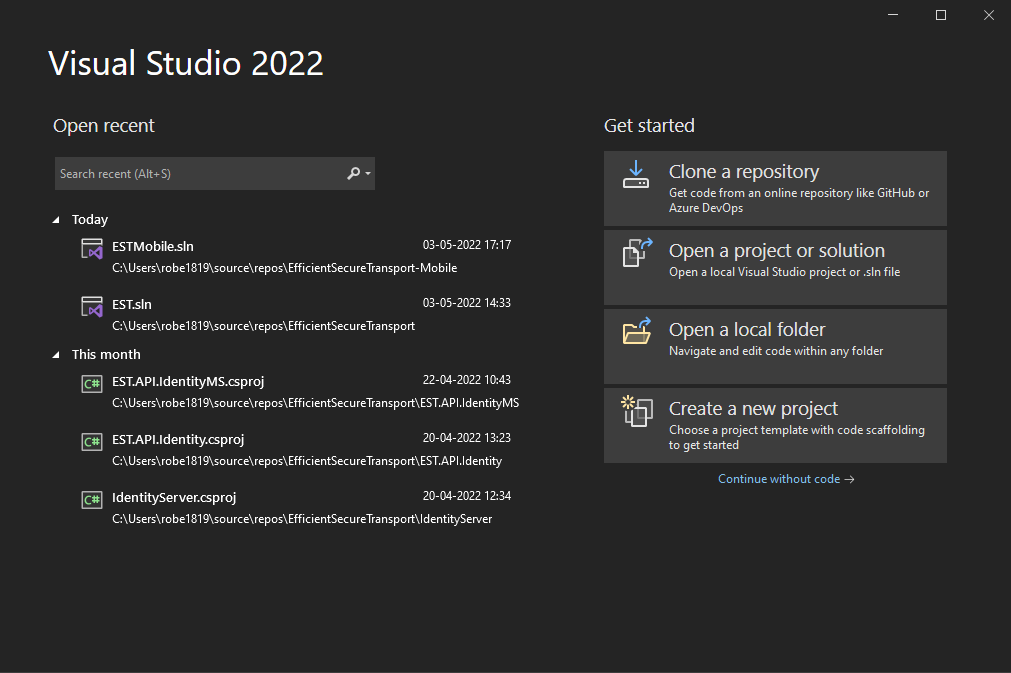 Visual Studio 2022
Open recent
Search recent (Alt+S)
Today
ESTMobile.sln 03-05-2022 17:17
C:\Users\robe1819\source\repos\EfficientSecureTransport-Mobile
EST.sln 03-05-2022 14:33
C:\Users\robe1819\source\repos\EfficientSecureTransport
This month
EST.API.IdentityMS.csproj 22-04-2022 10:43
C:\Users\robe1819\source\repos\EfficientSecureTransport\EST.API.IdentityMS
EST.API.Identity.csproj 20-04-2022 13:23
C:\Users\robe1819\source\repos\EfficientSecureTransport\EST.API.Identity
IdentityServer.csproj 20-04-2022 12:34
C:\Users\robe1819\source\repos\EfficientSecureTransport\IdentityServer
Get started
Clone a repository
Get code from an online repository like GitHub or
Azure DevOps
Open a project or solution
Open a local Visual Studio project or .sln file
Open a local folder
Navigate and edit code within any folder
Create a new project
Choose a project template with code scaffolding
to get started
Continue without code →